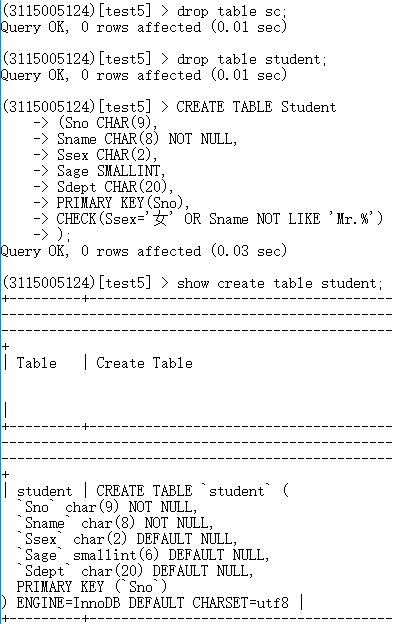 (3115005124)[test5] > drop table sc;
Query OK, 0 rows affected (0.01 sec)
(3115005124)[test5] > drop table student;
Query OK, 0 rows affected (0.01 sec)
(3115005124)[test5] > CREATE TABLE Student
    -> (Sno CHAR(9),
    -> Sname CHAR(8) NOT NULL,
    -> Ssex CHAR(2),
    -> Sage SMALLINT,
    -> Sdept CHAR(20),
    -> PRIMARY KEY(Sno),
    -> CHECK(Ssex='女' OR Sname NOT LIKE 'Mr.%')
    -> );
Query OK, 0 rows affected (0.03 sec)
(3115005124)[test5] > show create table student;
+---------+---------------------------------------
--------------------------------------------------
--------------------------------------------------
+
| Table   | Create Table
|
+---------+---------------------------------------
--------------------------------------------------
--------------------------------------------------
+
| student | CREATE TABLE `student` (
  `Sno` char(9) NOT NULL,
  `Sname` char(8) NOT NULL,
  `Ssex` char(2) DEFAULT NULL,
  `Sage` smallint(6) DEFAULT NULL,
  `Sdept` char(20) DEFAULT NULL,
  PRIMARY KEY (`Sno`)
) ENGINE=InnoDB DEFAULT CHARSET=utf8 |
+---------+---------------------------------------